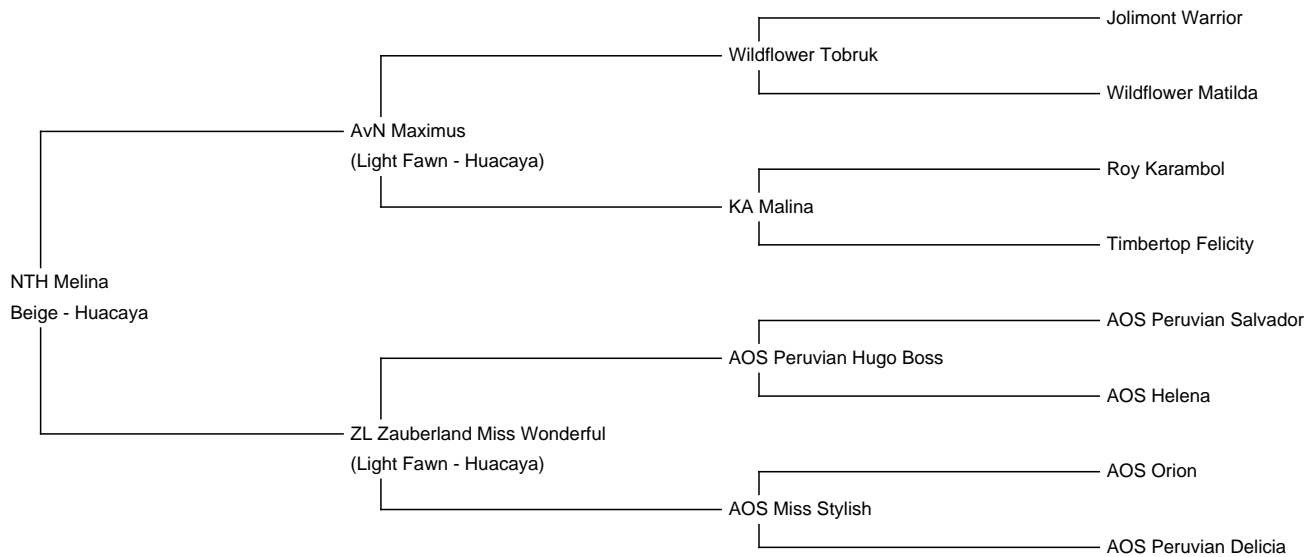 Jolimont Warrior
Wildflower Tobruk
Wildflower Matilda
AvN Maximus
(Light Fawn - Huacaya)
Roy Karambol
KA Malina
Timbertop Felicity
NTH Melina
Beige - Huacaya
AOS Peruvian Salvador
AOS Peruvian Hugo Boss
AOS Helena
ZL Zauberland Miss Wonderful
(Light Fawn - Huacaya)
AOS Orion
AOS Miss Stylish
AOS Peruvian Delicia